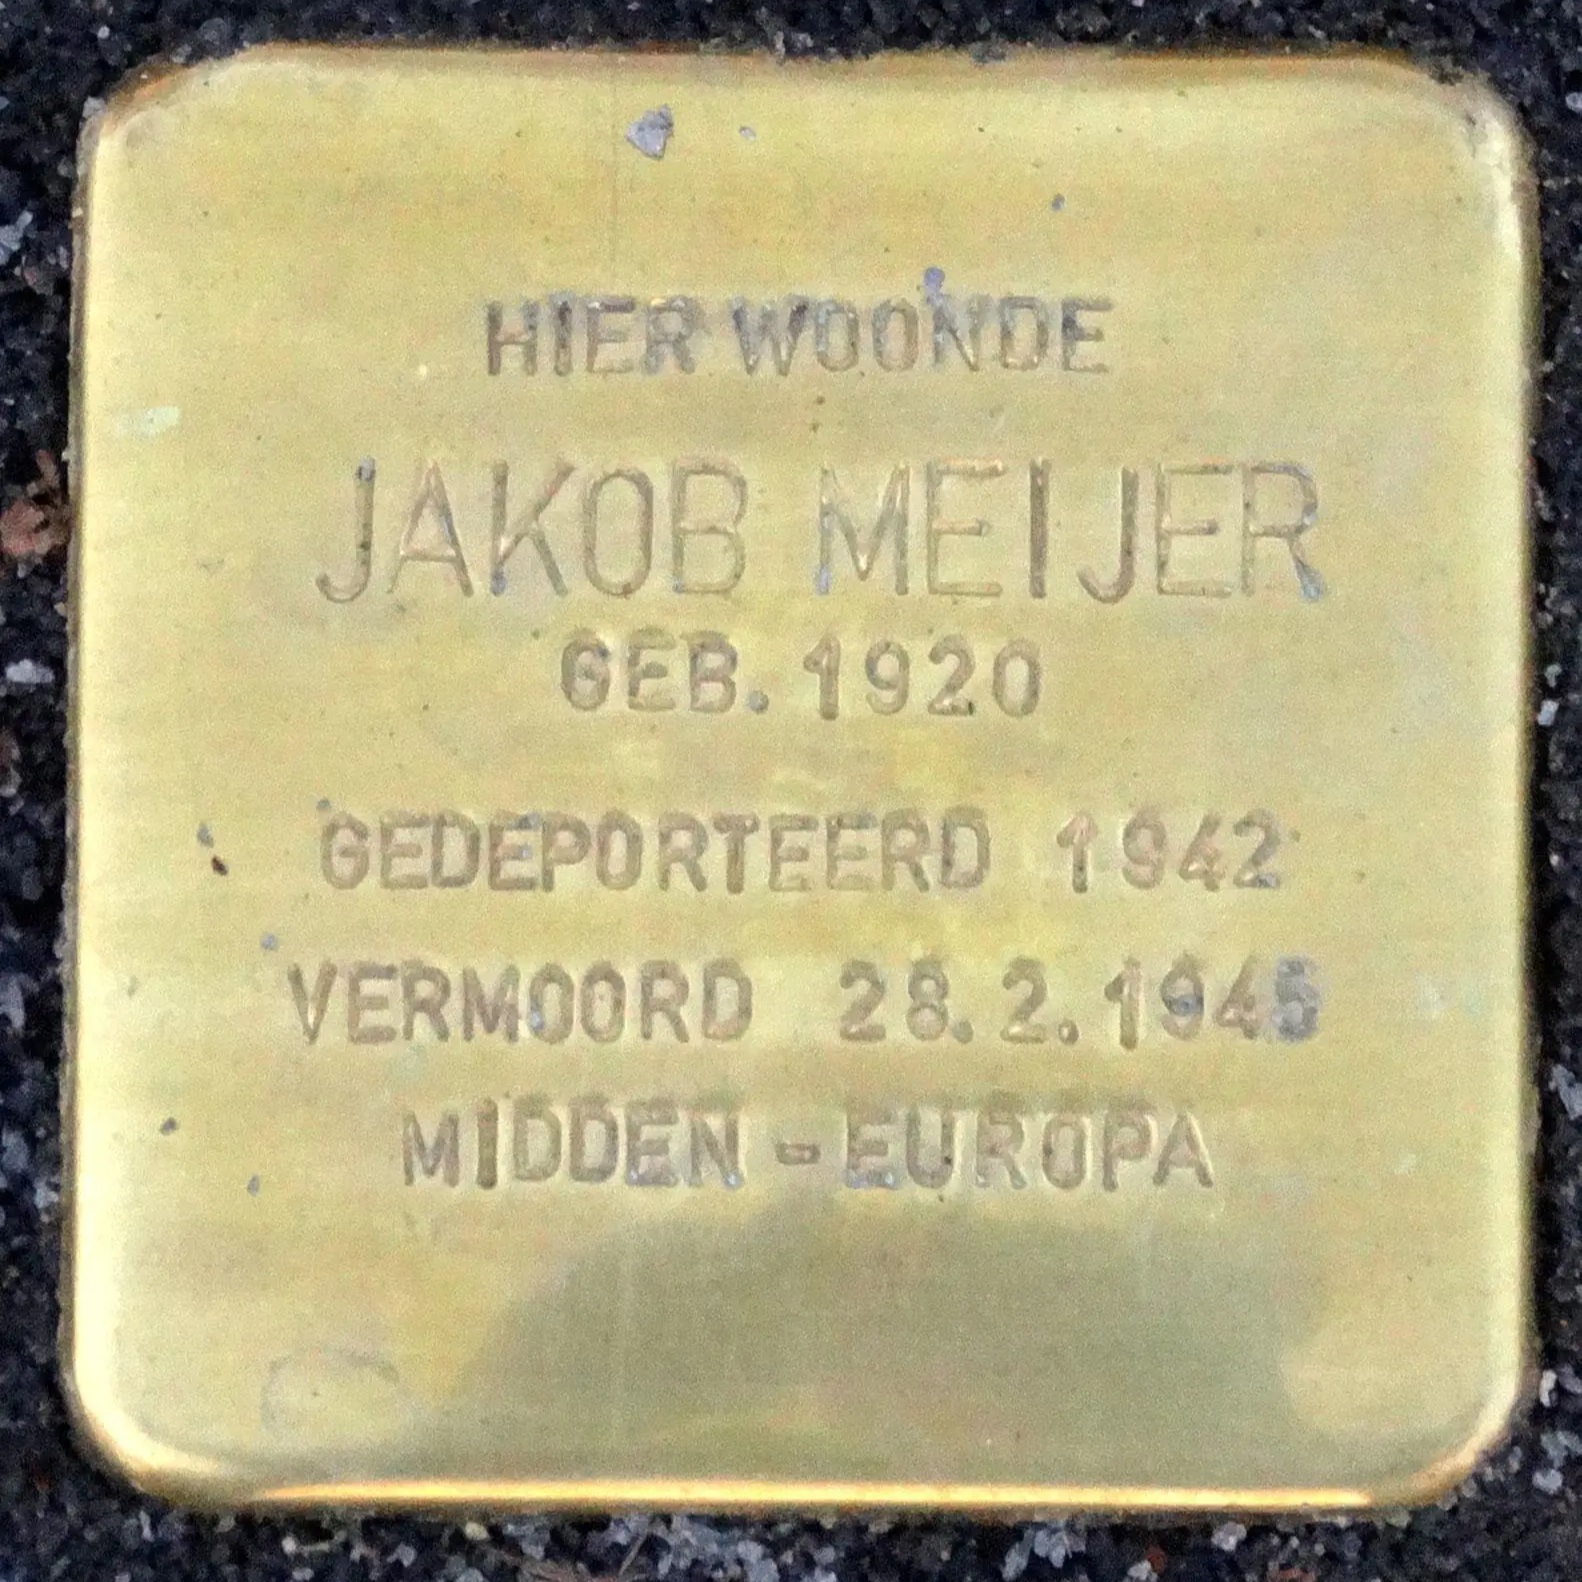 HIER WOONDE
JAKOB MEIJER
GEB. 1920
GEDEPORTEERD 1942
VERMOORD 28.2.1945
MIDDEN-EUROPA